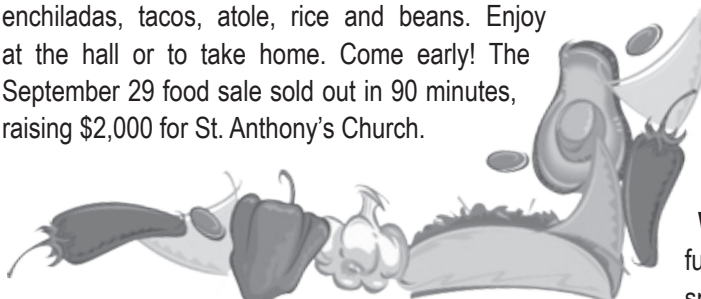 enchiladas, tacos, atole, rice and beans. Enjoy
at the hall or to take home. Come early! The
September 29 food sale sold out in 90 minutes,
raising $2,000 for St. Anthony’s Church.